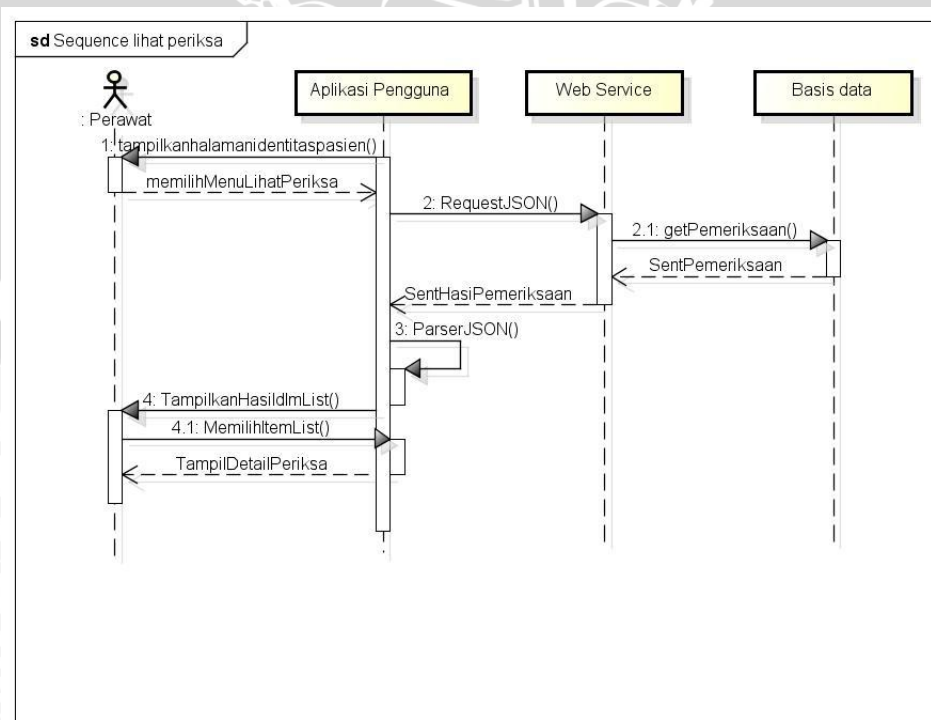 sd Sequence lihat periksa
: Perawat
Aplikasi Pengguna
Web Service
Basis data
1: tampilkanhalamanidentitaspasien()
memilihMenuLihatPeriksa
2: RequestJSON()
2.1: getPemeriksaan()
SentPemeriksaan
SentHasiPemeriksaan
3: ParserJSON()
4: TampilkanHasildlmList()
4.1: MemilihItemList()
TampilDetailPeriksa